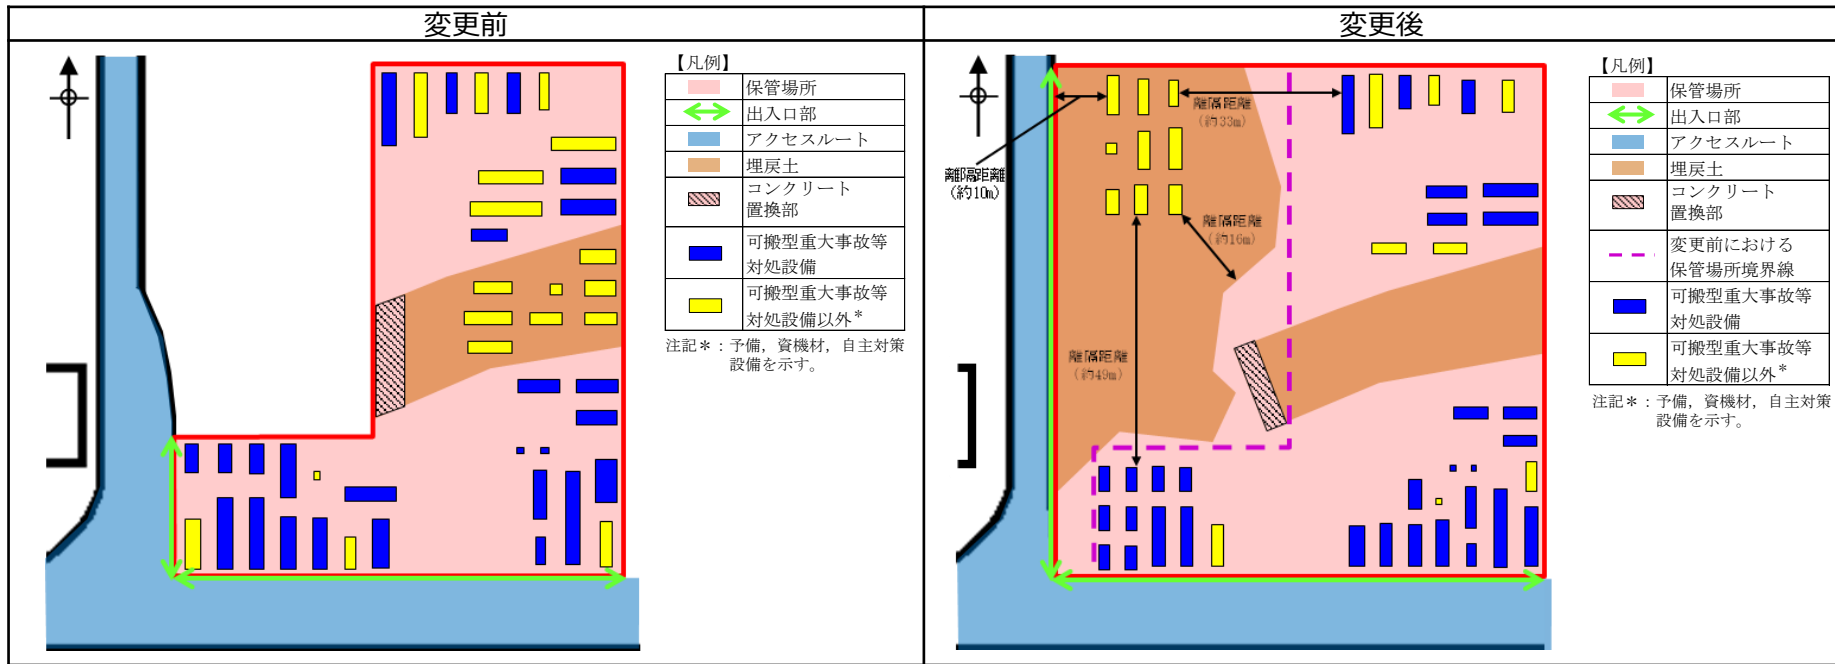 変更前
【凡例】
保管場所
出入口部
アクセスルート
埋戻土
コンクリート
置換部
可搬型重大事故等
対処設備
可搬型重大事故等
対処設備以外*
注記*：予備，資機材，自主対策
設備を示す。
変更後
離隔距離
（約10m）
離隔距離
（約33m）
離隔距離
（約16m）
離隔距離
（約49m）
【凡例】
保管場所
出入口部
アクセスルート
埋戻土
コンクリート
置換部
変更前における
保管場所境界線
可搬型重大事故等
対処設備
可搬型重大事故等
対処設備以外*
注記*：予備，資機材，自主対策
設備を示す。